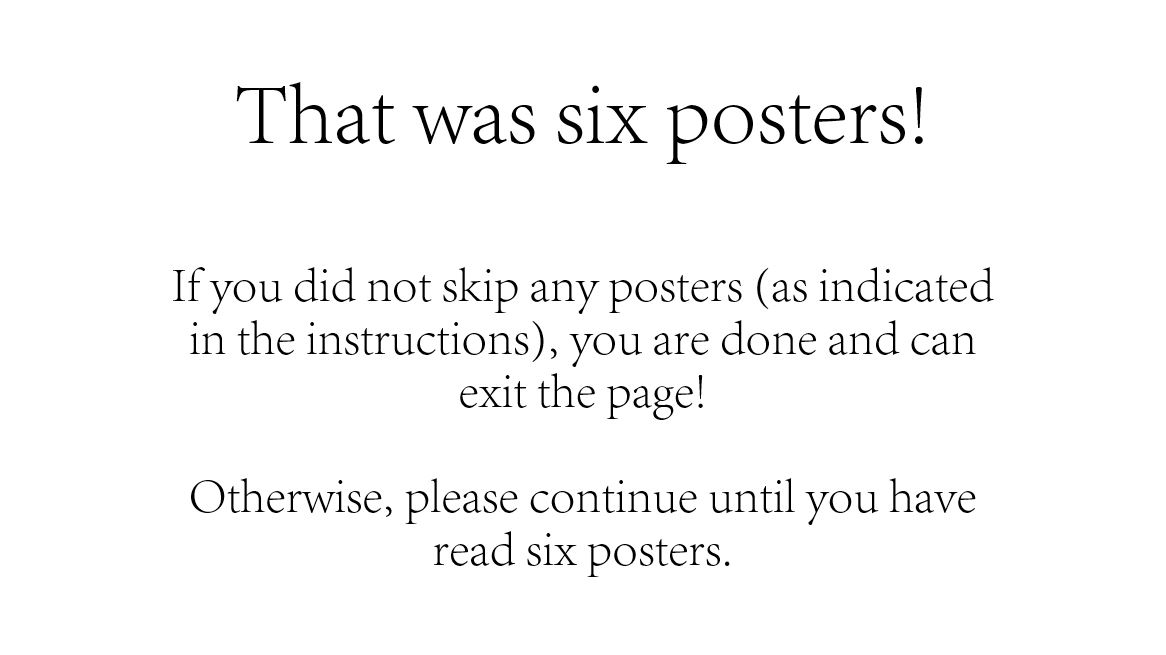 That was six posters!
If you did not skip any posters (as indicated
in the instructions), you are done and can
exit the page!
Otherwise, please continue until you have
read six posters.